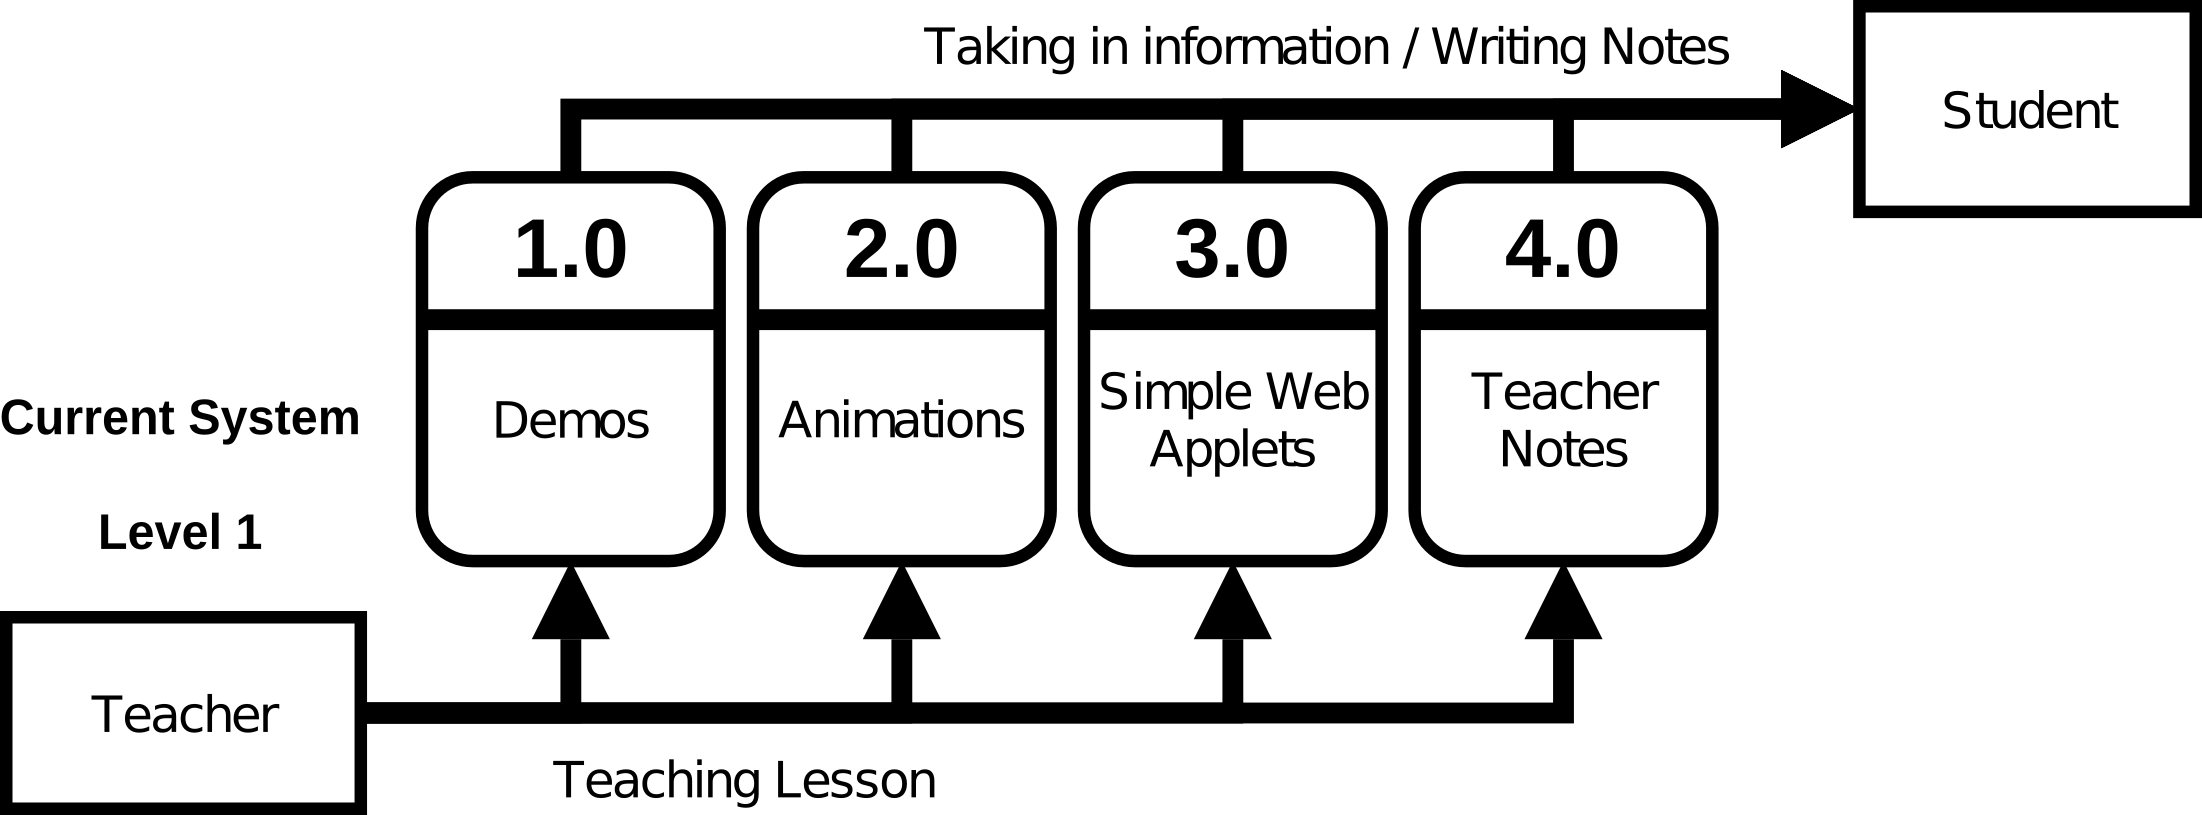 Taking in information / Writing Notes
Student
1.0
2.0
3.0
4.0
Demos
Animations
Simple Web
Applets
Teacher
Notes
Current System
Level 1
Teacher
Teaching Lesson